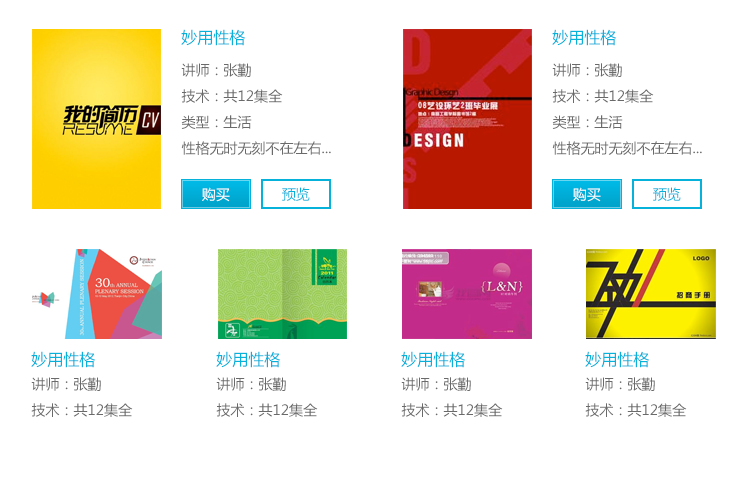 我的简历
RESUME
CV
妙用性格
讲师：张勤
技术：共12集全
类型：生活
性格无时无刻不在左右...
购买
预览
Graphic Design
08艺设环艺2班毕业展
DESIGN
妙用性格
讲师：张勤
技术：共12集全
类型：生活
性格无时无刻不在左右...
购买
预览
30th ANNUAL
PLENARY SESSION
妙用性格
讲师：张勤
技术：共12集全
2011
妙用性格
讲师：张勤
技术：共12集全
{L&N}
妙用性格
讲师：张勤
技术：共12集全
LOGO
招商手册
妙用性格
讲师：张勤
技术：共12集全